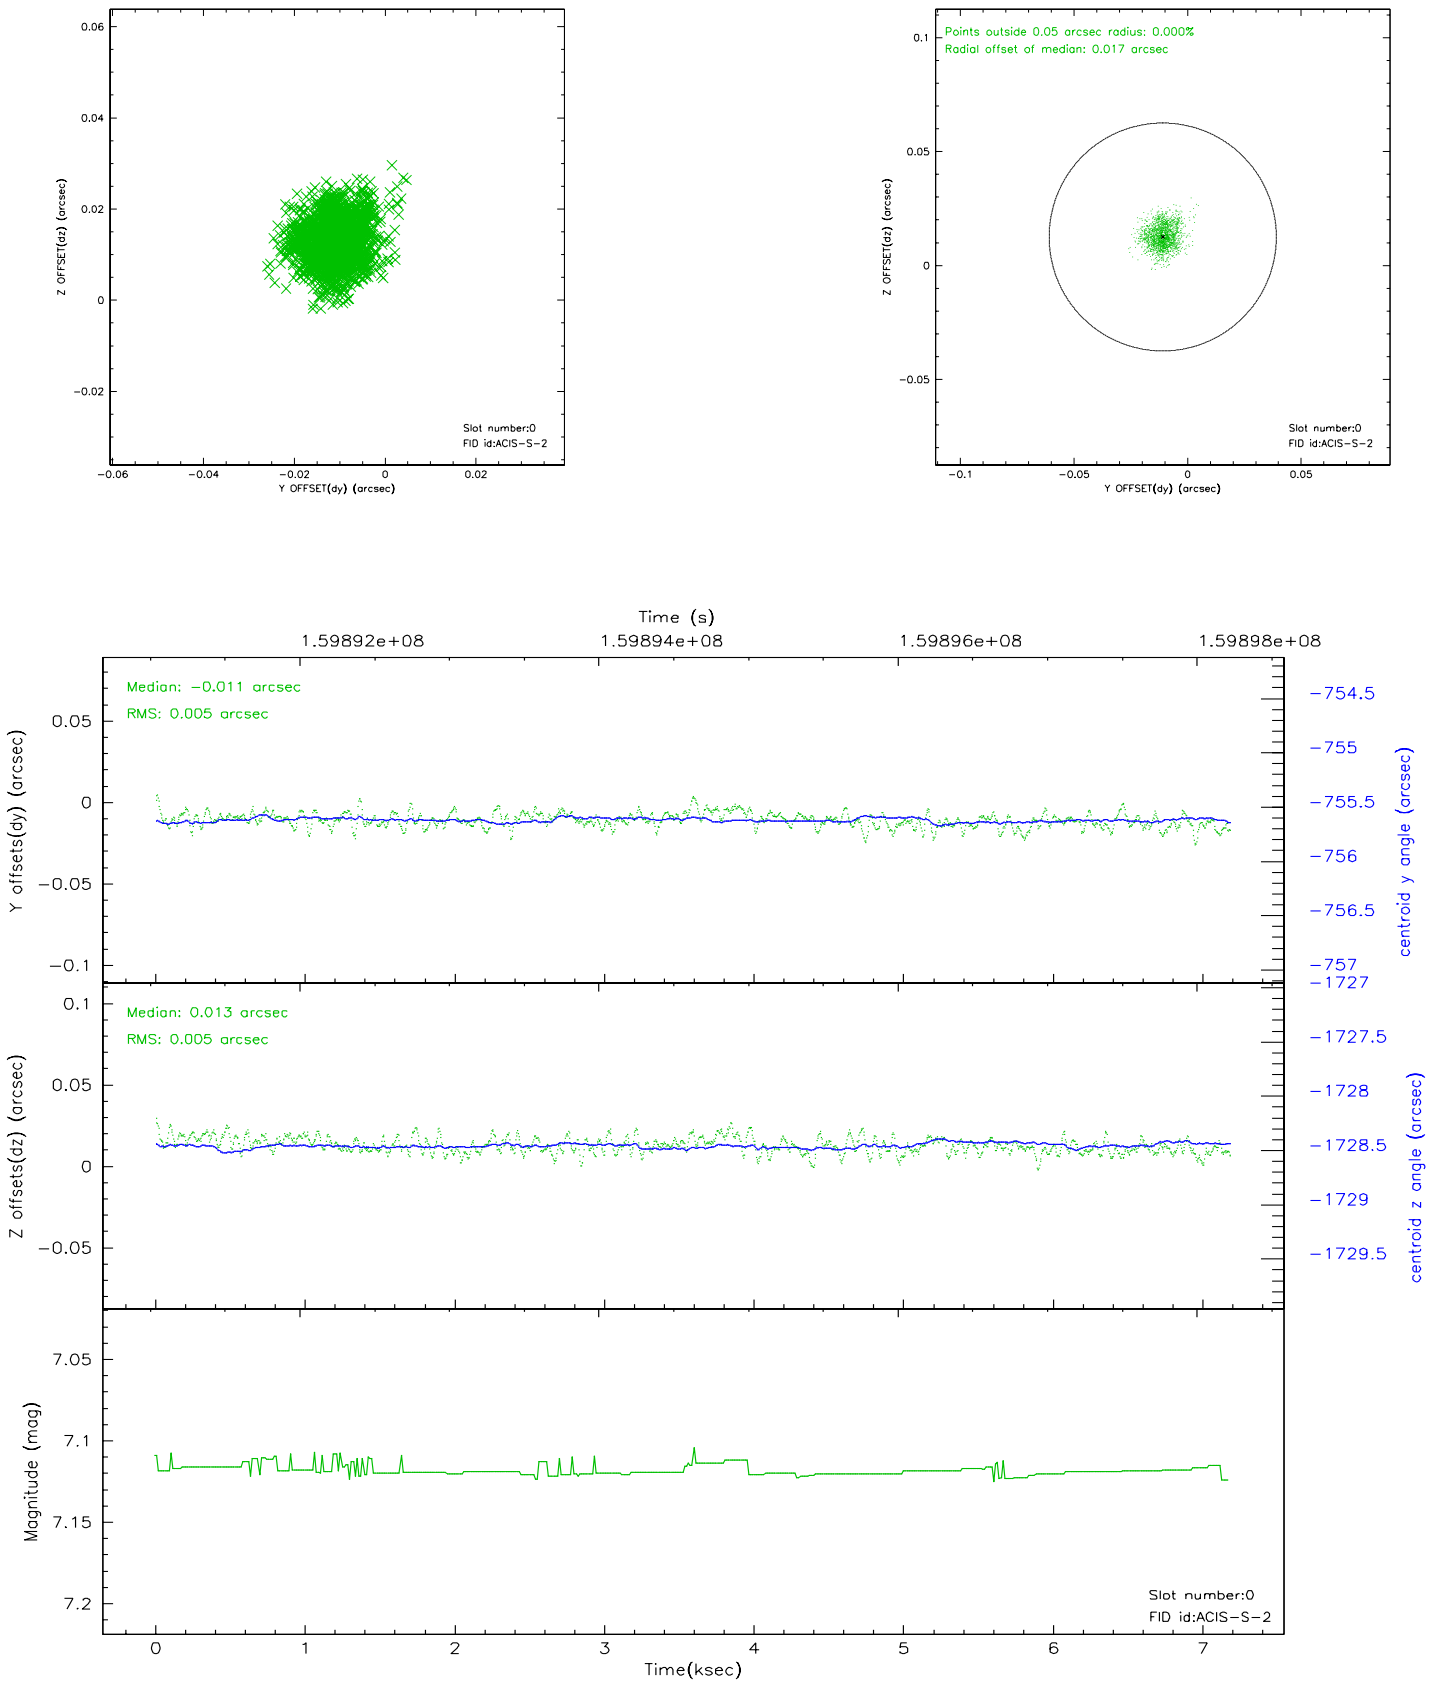 0.06
0.04
0.02
0
−0.02
Z OFFSET(dz) (arcsec)
Slot number:0
FID id:ACIS−S−2
−0.06 −0.04 −0.02 0 0.02
Y OFFSET(dy) (arcsec)
Points outside 0.05 arcsec radius: 0.000%
Radial offset of median: 0.017 arcsec
0.1
0.05
0
−0.05
Z OFFSET(dz) (arcsec)
Slot number:0
FID id:ACIS−S−2
−0.1 −0.05 0 0.05
Y OFFSET(dy) (arcsec)
Time (s)
1.59892e+08 1.59894e+08 1.59896e+08 1.59898e+08
Median: −0.011 arcsec
RMS: 0.005 arcsec
0.05
0
−0.05
−0.1
Y offsets(dy) (arcsec)
−754.5
−755
−755.5
−756
−756.5
−757
centroid y angle (arcsec)
Median: 0.013 arcsec
RMS: 0.005 arcsec
0.1
0.05
0
−0.05
Z offsets(dz) (arcsec)
−1727
−1727.5
−1728
−1728.5
−1729
−1729.5
centroid z angle (arcsec)
7.05
7.1
7.15
7.2
Magnitude (mag)
Slot number:0
FID id:ACIS−S−2
0 1 2 3 4 5 6 7
Time(ksec)